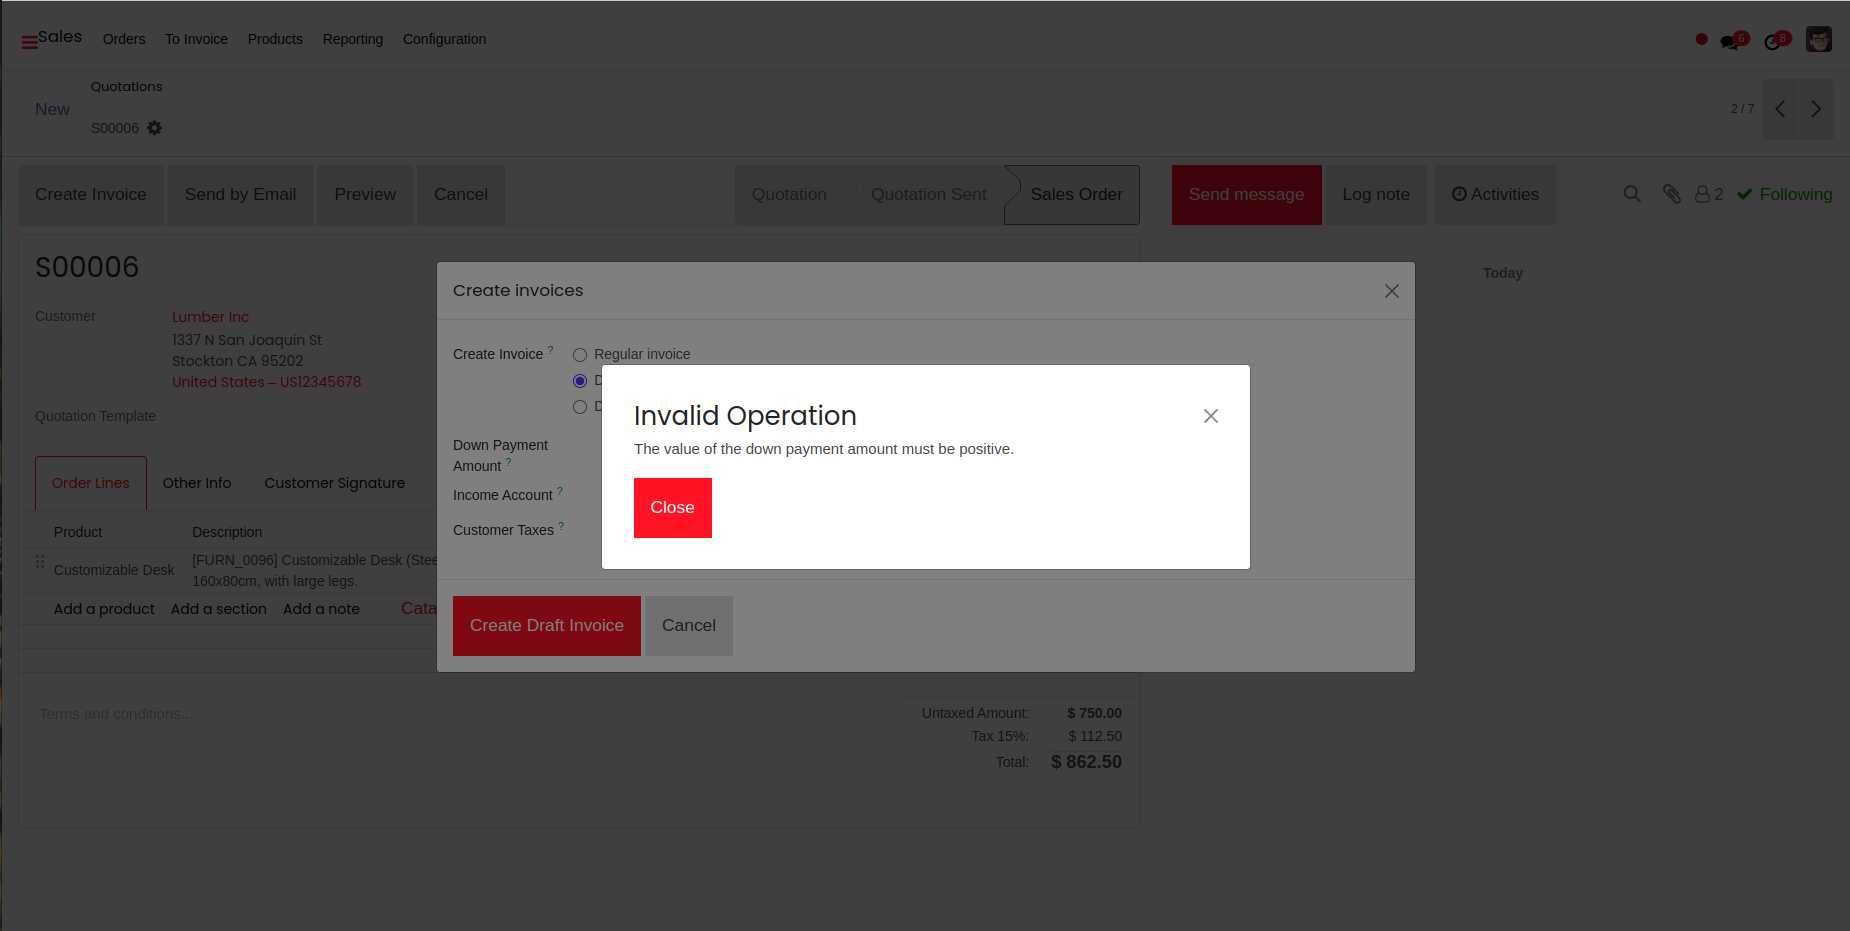 Sales Orders To Invoice Products Reporting Configuration 6 8
Quotations
New
S00006
2 / 7
Create Invoice Send by Email Preview Cancel Quotation Quotation Sent Sales Order Send message Log note Activities 2 Following
S00006
Today
Customer
Lumber Inc
1337 N San Joaquin St
Stockton CA 95202
United States – US12345678
Quotation Template
Order Lines Other Info Customer Signature
Product Description
Customizable Desk
[FURN_0096] Customizable Desk (Stee
160x80cm, with large legs.
Add a product Add a section Add a note Cata
Terms and conditions...
Untaxed Amount: $ 750.00
Tax 15%: $ 112.50
Total: $ 862.50
Create invoices
Create Invoice ? Regular invoice
D
D
Down Payment
Amount ?
Income Account ?
Customer Taxes ?
Create Draft Invoice Cancel
Invalid Operation
The value of the down payment amount must be positive.
Close